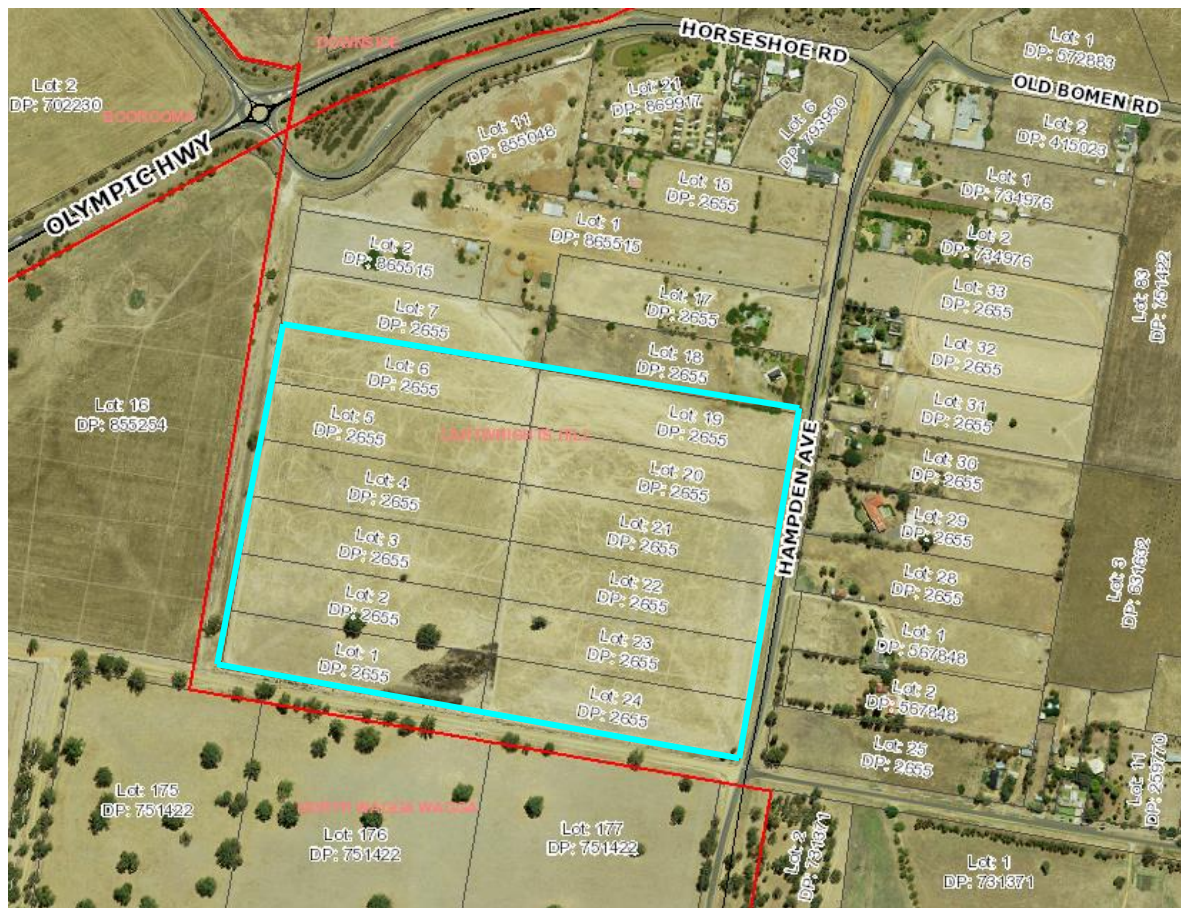 DOWNSIDE
HORSESHOE RD
Lot: 1
DP: 572883
Lot: 2
DP: 702230
BOOROOMA
Lot: 21
DP: 869917
OLD BOMEN RD
Lot: 11
DP: 855048
Lot: 6
DP: 793950
Lot: 2
DP: 415023
OLYMPIC HWY
Lot: 15
DP: 2655
Lot: 1
DP: 734976
Lot: 1
DP: 865515
Lot: 2
DP: 865515
Lot: 2
DP: 734976
Lot: 83
DP: 751422
Lot: 7
DP: 2655
Lot: 17
DP: 2655
Lot: 33
DP: 2655
Lot: 6
DP: 2655
Lot: 18
DP: 2655
Lot: 32
DP: 2655
Lot: 16
DP: 855254
Lot: 5
DP: 2655
CARTWRIGHTS HILL
Lot: 19
DP: 2655
Lot: 31
DP: 2655
Lot: 4
DP: 2655
Lot: 20
DP: 2655
HAMPDEN AVE
Lot: 30
DP: 2655
Lot: 3
DP: 2655
Lot: 21
DP: 2655
Lot: 29
DP: 2655
Lot: 2
DP: 2655
Lot: 22
DP: 2655
Lot: 28
DP: 2655
Lot: 3
DP: 631632
Lot: 1
DP: 2655
Lot: 23
DP: 2655
Lot: 1
DP: 567848
Lot: 24
DP: 2655
Lot: 2
DP: 567848
Lot: 25
DP: 2655
Lot: 11
Lot: 175
DP: 751422
NORTH WAGGA WAGGA
Lot: 176
DP: 751422
Lot: 177
DP: 751422
Lot: 2
DP: 731371
Lot: 1
DP: 731371